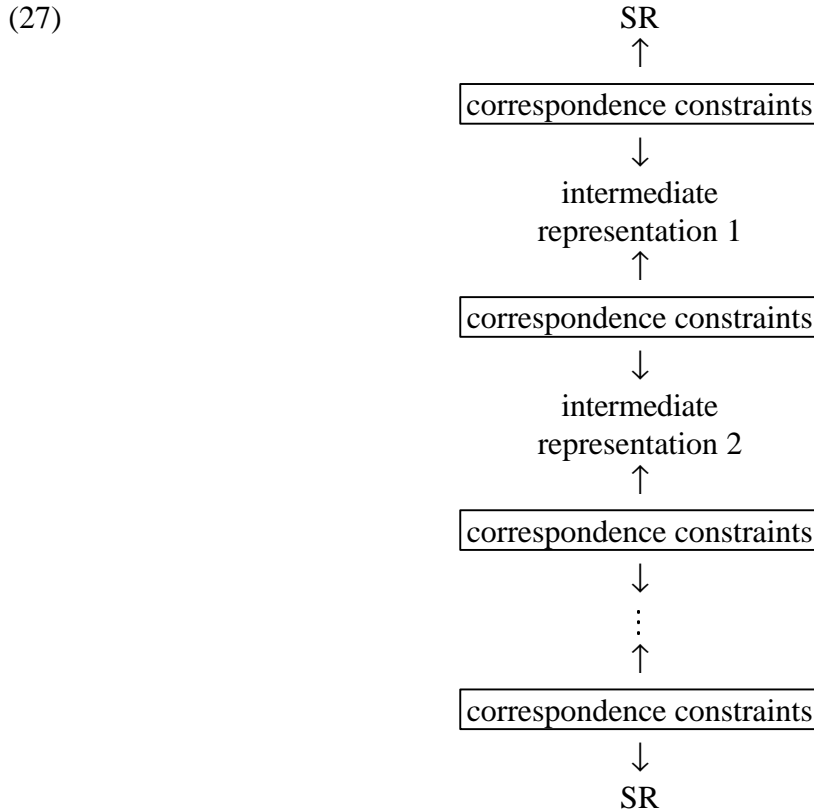 (27) SR
↑
correspondence constraints
↓
intermediate
representation 1
↑
correspondence constraints
↓
intermediate
representation 2
↑
correspondence constraints
↓
⋮
↑
correspondence constraints
↓
SR